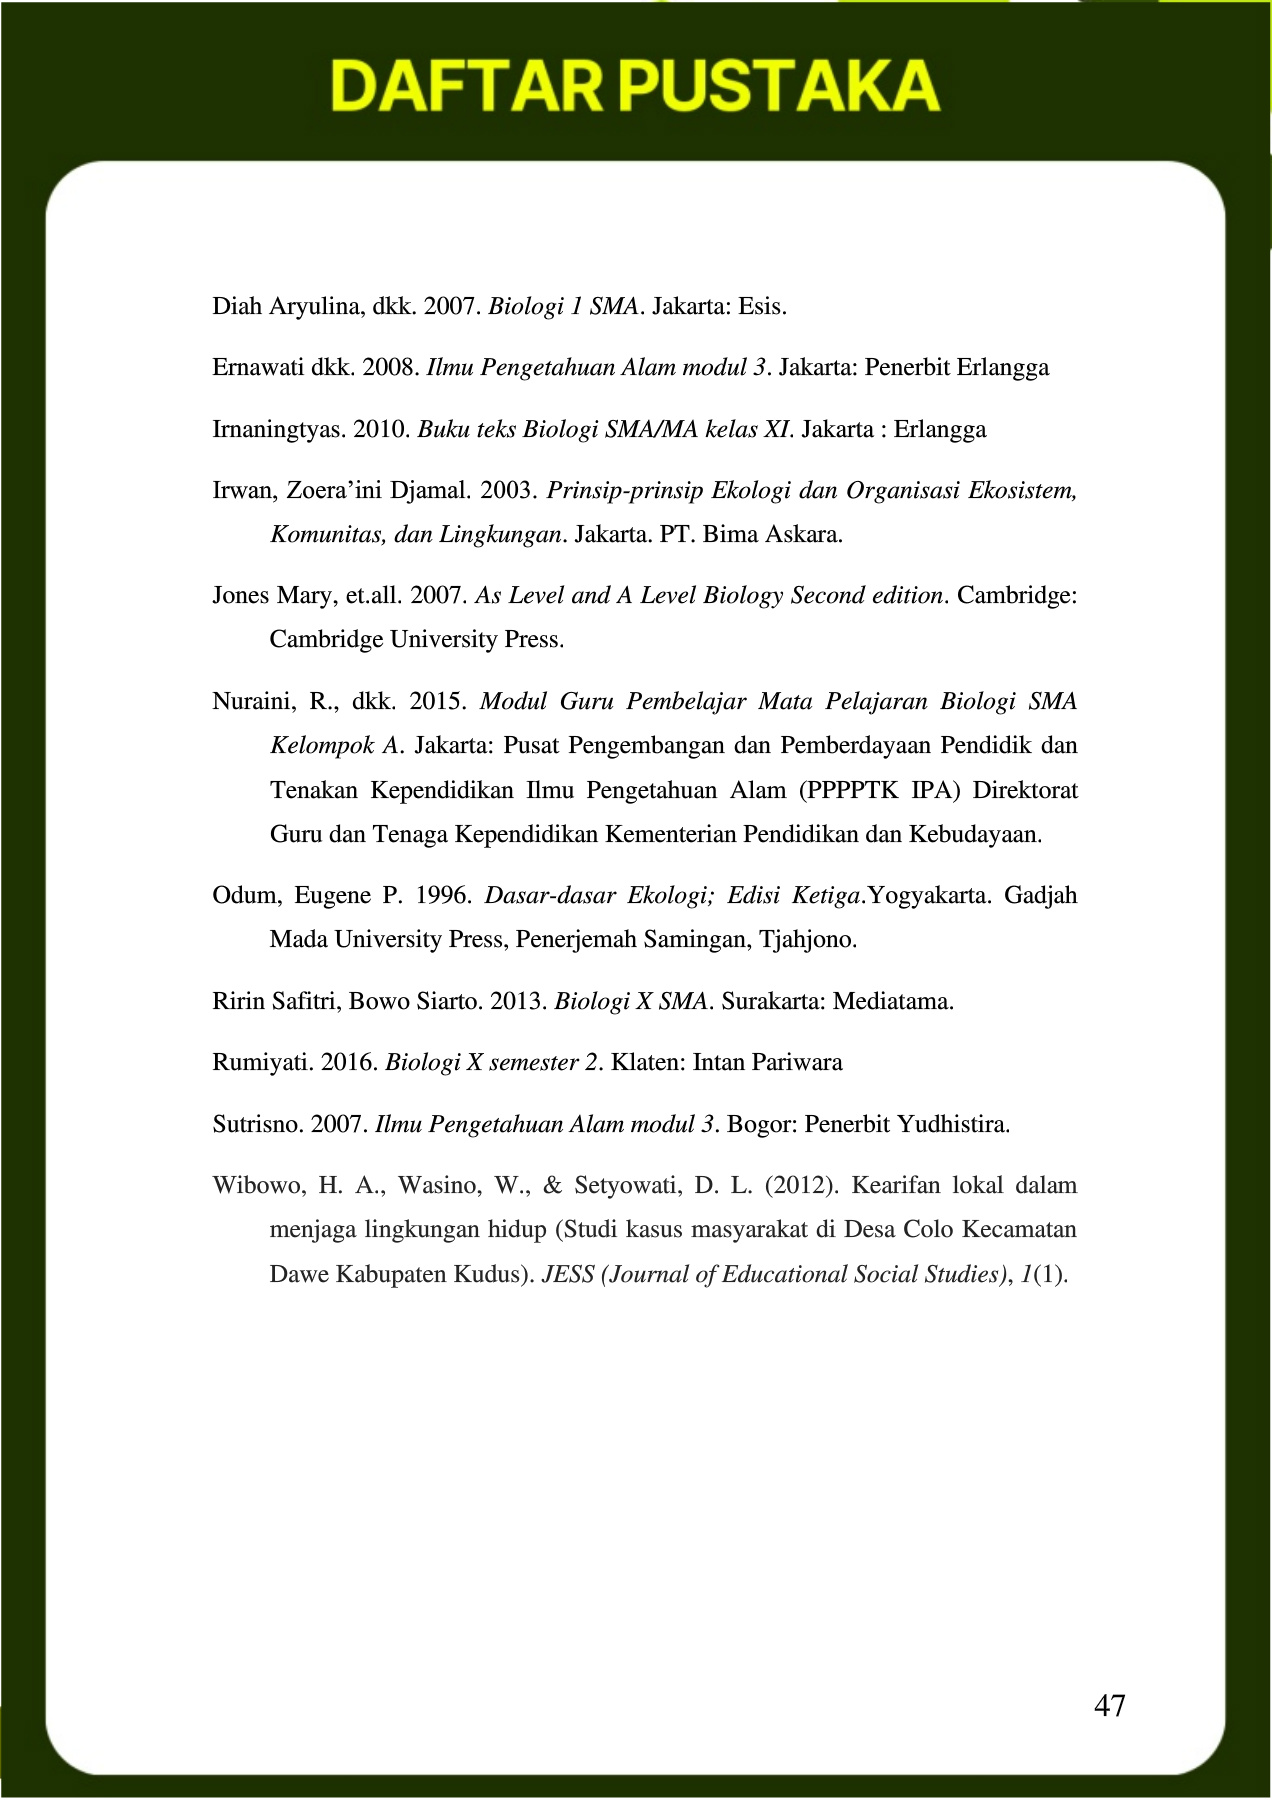 DAFTAR PUSTAKA
Diah Aryulina, dkk. 2007. Biologi 1 SMA. Jakarta: Esis.
Ernawati dkk. 2008. Ilmu Pengetahuan Alam modul 3. Jakarta: Penerbit Erlangga
Irnaningtyas. 2010. Buku teks Biologi SMA/MA kelas XI. Jakarta : Erlangga
Irwan, Zoera’ini Djamal. 2003. Prinsip-prinsip Ekologi dan Organisasi Ekosistem,
Komunitas, dan Lingkungan. Jakarta. PT. Bima Askara.
Jones Mary, et.all. 2007. As Level and A Level Biology Second edition. Cambridge:
Cambridge University Press.
Nuraini, R., dkk. 2015. Modul Guru Pembelajar Mata Pelajaran Biologi SMA
Kelompok A. Jakarta: Pusat Pengembangan dan Pemberdayaan Pendidik dan
Tenakan Kependidikan Ilmu Pengetahuan Alam (PPPPTK IPA) Direktorat
Guru dan Tenaga Kependidikan Kementerian Pendidikan dan Kebudayaan.
Odum, Eugene P. 1996. Dasar-dasar Ekologi; Edisi Ketiga.Yogyakarta. Gadjah
Mada University Press, Penerjemah Samingan, Tjahjono.
Ririn Safitri, Bowo Siarto. 2013. Biologi X SMA. Surakarta: Mediatama.
Rumiyati. 2016. Biologi X semester 2. Klaten: Intan Pariwara
Sutrisno. 2007. Ilmu Pengetahuan Alam modul 3. Bogor: Penerbit Yudhistira.
Wibowo, H. A., Wasino, W., & Setyowati, D. L. (2012). Kearifan lokal dalam
menjaga lingkungan hidup (Studi kasus masyarakat di Desa Colo Kecamatan
Dawe Kabupaten Kudus). JESS (Journal of Educational Social Studies), 1(1).
47